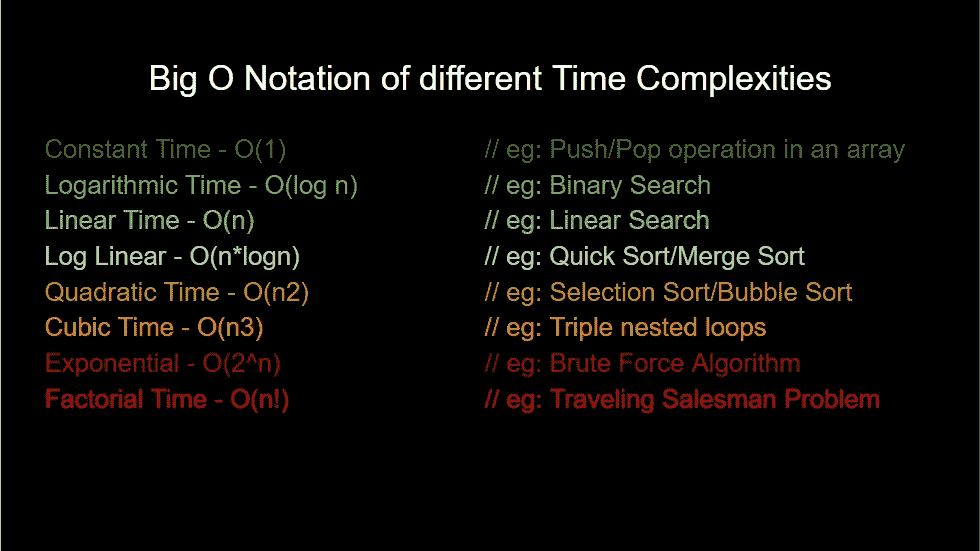 Big O Notation of different Time Complexities
Constant Time - O(1) // eg: Push/Pop operation in an array
Logarithmic Time - O(log n) // eg: Binary Search
Linear Time - O(n) // eg: Linear Search
Log Linear - O(n*logn) // eg: Quick Sort/Merge Sort
Quadratic Time - O(n2) // eg: Selection Sort/Bubble Sort
Cubic Time - O(n3) // eg: Triple nested loops
Exponential - O(2^n) // eg: Brute Force Algorithm
Factorial Time - O(n!) // eg: Traveling Salesman Problem